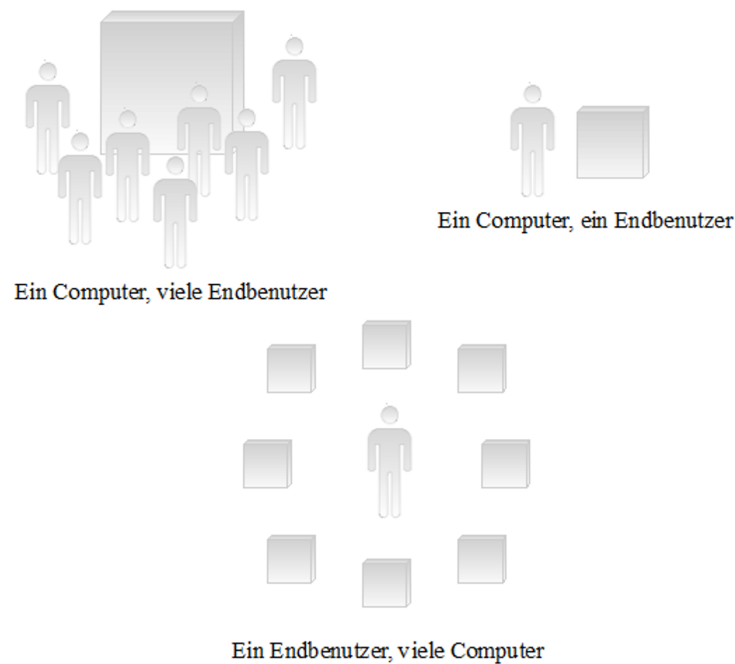 Ein Computer, ein Endbenutzer
Ein Computer, viele Endbenutzer
Ein Endbenutzer, viele Computer